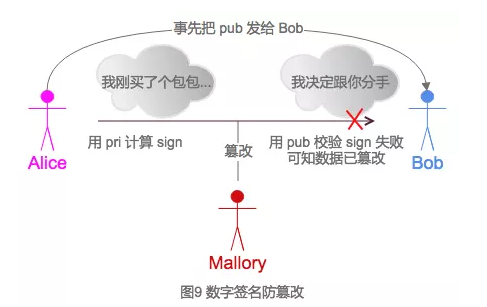 事先把 pub 发给 Bob
我刚买了个包包...
我决定跟你分手
用 pri 计算 sign
篡改
用 pub 校验 sign 失败
可知数据已篡改
Alice
Bob
Mallory
图9 数字签名防篡改